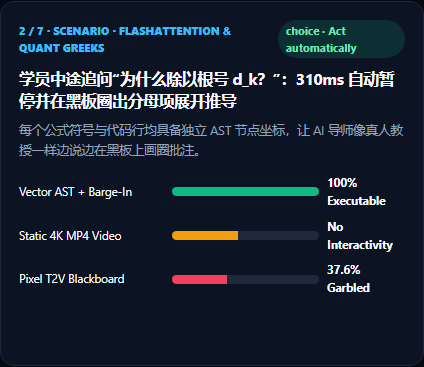 2 / 7 · SCENARIO · FLASHATTENTION &
QUANT GREEKS
choice · Act
automatically
学员中途追问“为什么除以根号 d_k？”：310ms 自动暂
停并在黑板圈出分母项展开推导
每个公式符号与代码行均具备独立 AST 节点坐标，让 AI 导师像真人教
授一样边说边在黑板上画圈批注。
Vector AST + Barge-In
100%
Executable
Static 4K MP4 Video
No
Interactivity
Pixel T2V Blackboard
37.6%
Garbled